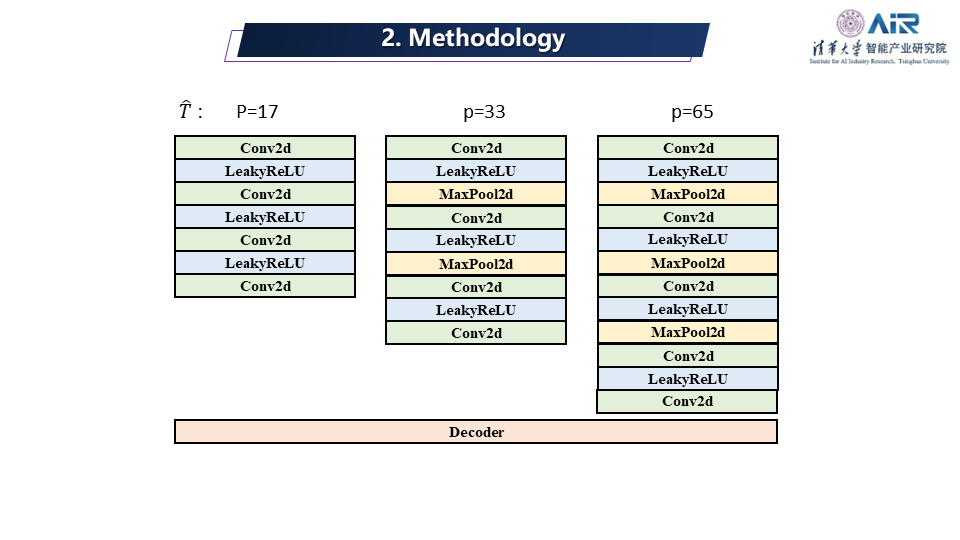 2. Methodology
AIR
清华大学 智能产业研究院
Institute for AI Industry Research, Tsinghua University
T̂ : P=17 p=33 p=65
Conv2d
LeakyReLU
Conv2d
LeakyReLU
Conv2d
LeakyReLU
Conv2d
Conv2d
LeakyReLU
MaxPool2d
Conv2d
LeakyReLU
MaxPool2d
Conv2d
LeakyReLU
Conv2d
Conv2d
LeakyReLU
MaxPool2d
Conv2d
LeakyReLU
MaxPool2d
Conv2d
LeakyReLU
MaxPool2d
Conv2d
LeakyReLU
Conv2d
Decoder